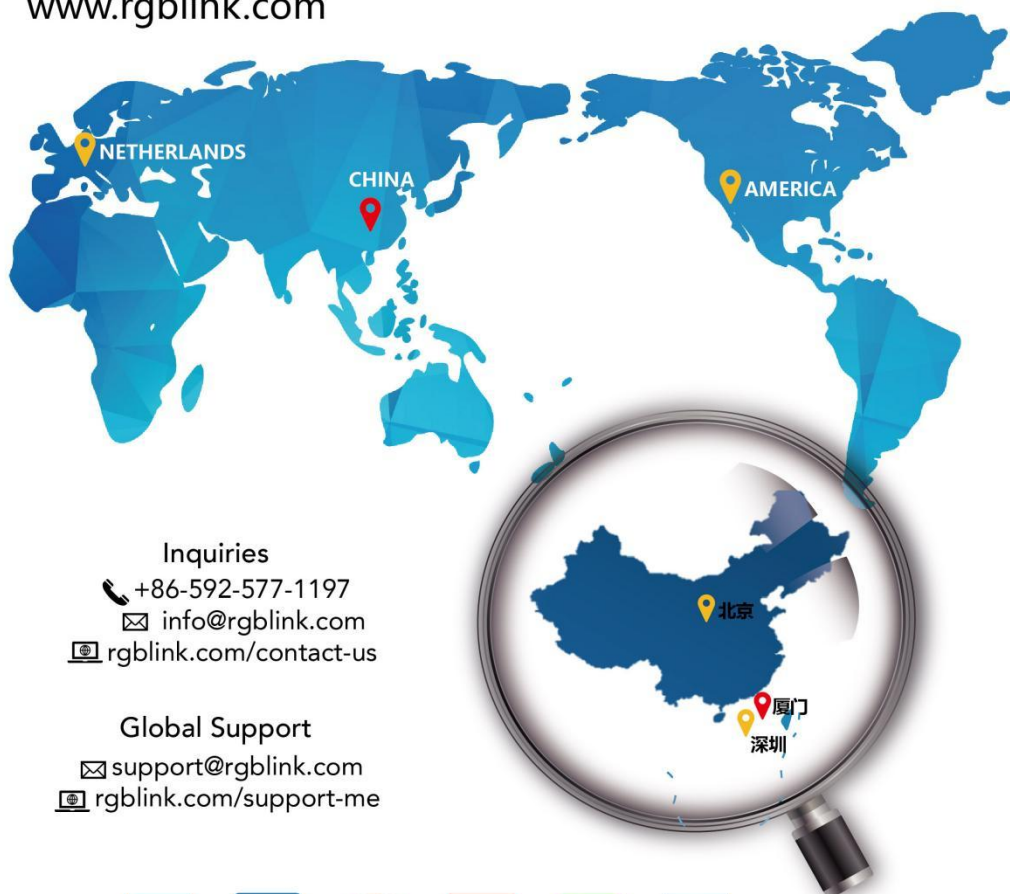 www.rgblink.com
NETHERLANDS
CHINA
AMERICA
Inquiries
+86-592-577-1197
info@rgblink.com
rgblink.com/contact-us
Global Support
support@rgblink.com
rgblink.com/support-me
北京
厦门
深圳